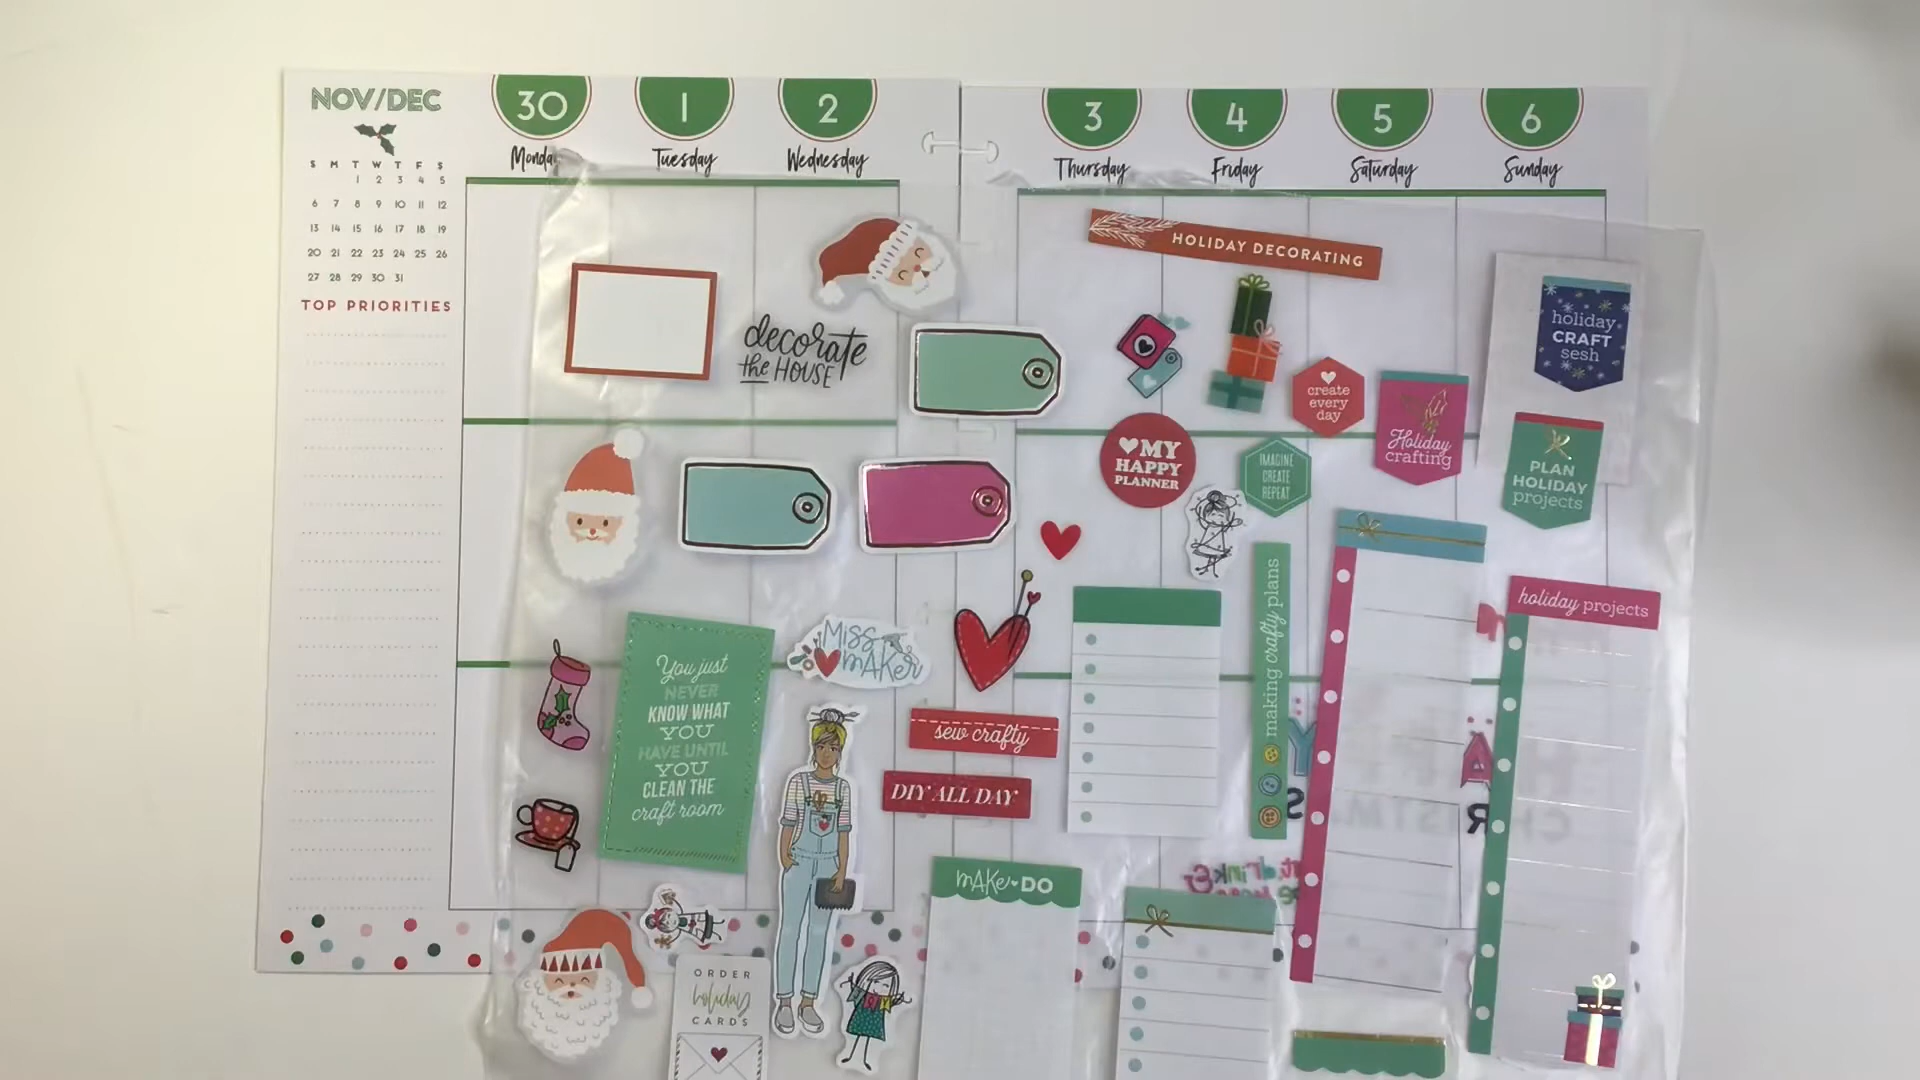 NOV/DEC
30
1
2
3
4
5
6
Monda
Tuesday
Wednesday
Thursday
Friday
Saturday
Sunday
S M T W T F S
1 2 3 4 5
6 7 8 9 10 11 12
13 14 15 16 17 18 19
20 21 22 23 24 25 26
27 28 29 30 31
TOP PRIORITIES
HOLIDAY DECORATING
decorate
the HOUSE
holiday
CRAFT
sesh
create
every
day
Holiday
crafting
MY
HAPPY
PLANNER
IMAGINE
CREATE
REPEAT
PLAN
HOLIDAY
projects
holiday projects
making crafty plans
You just
NEVER
KNOW WHAT
YOU
HAVE UNTIL
YOU
CLEAN THE
craft room
Miss
mAKer
sew crafty
DIY ALL DAY
mAKe DO
ORDER
holiday
CARDS